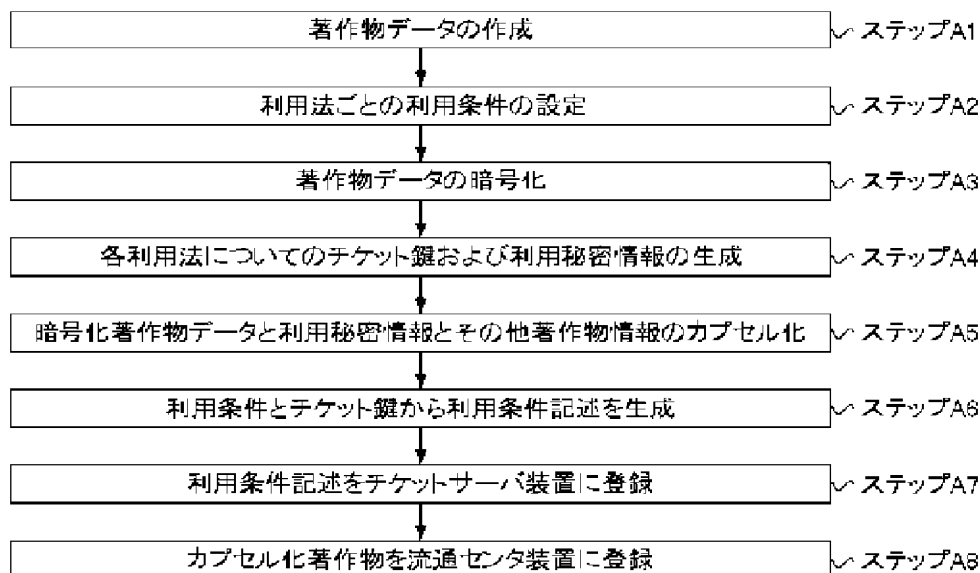 著作物データの作成 ステップA1
利用法ごとの利用条件の設定 ステップA2
著作物データの暗号化 ステップA3
各利用法についてのチケット鍵および利用秘密情報の生成 ステップA4
暗号化著作物データと利用秘密情報とその他著作物情報のカプセル化 ステップA5
利用条件とチケット鍵から利用条件記述を生成 ステップA6
利用条件記述をチケットサーバ装置に登録 ステップA7
カプセル化著作物を流通センタ装置に登録 ステップA8